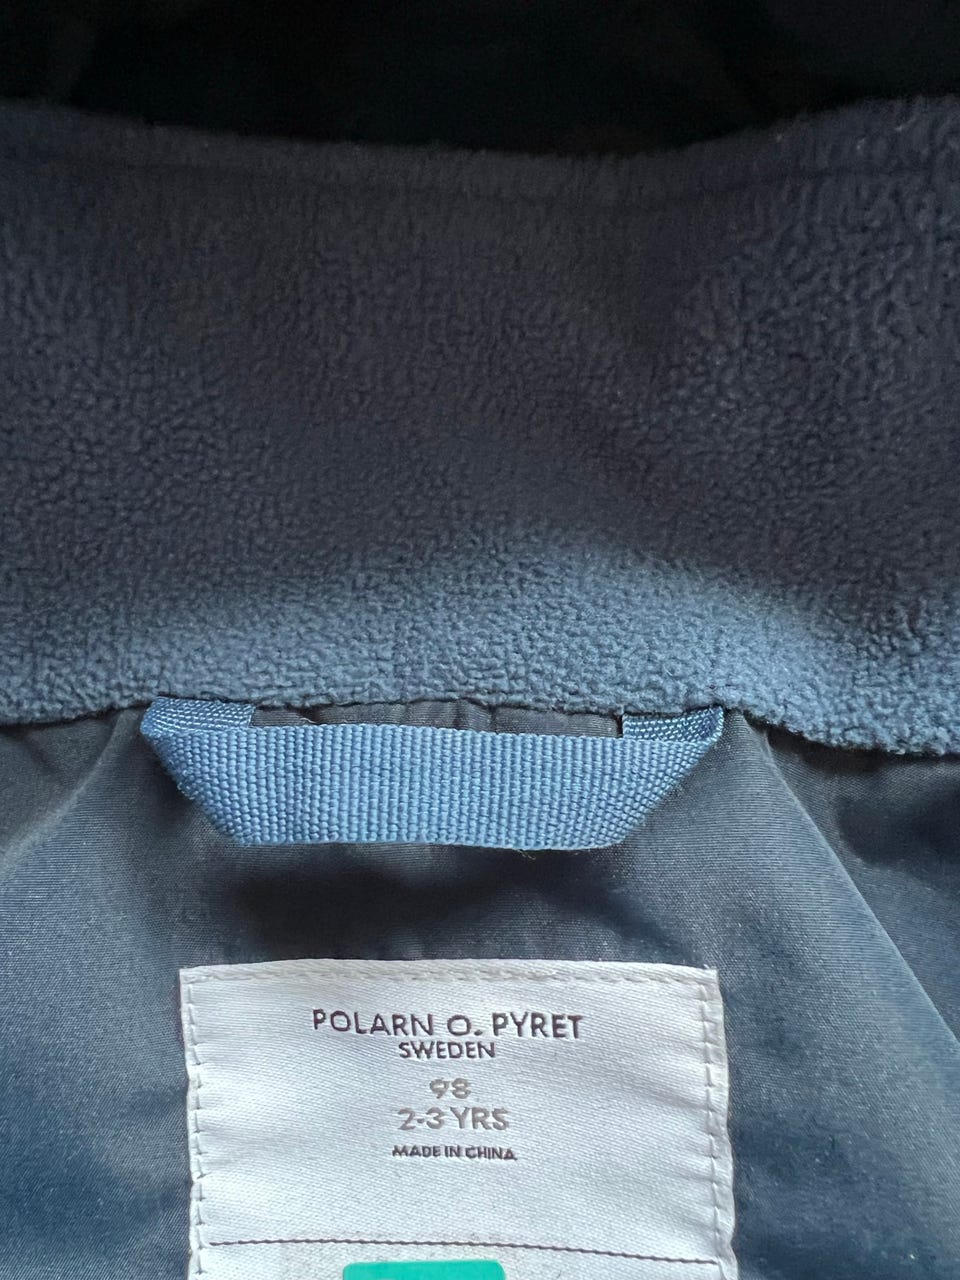 POLARN O. PYRET
SWEDEN
98
2-3 YRS
MADE IN CHINA